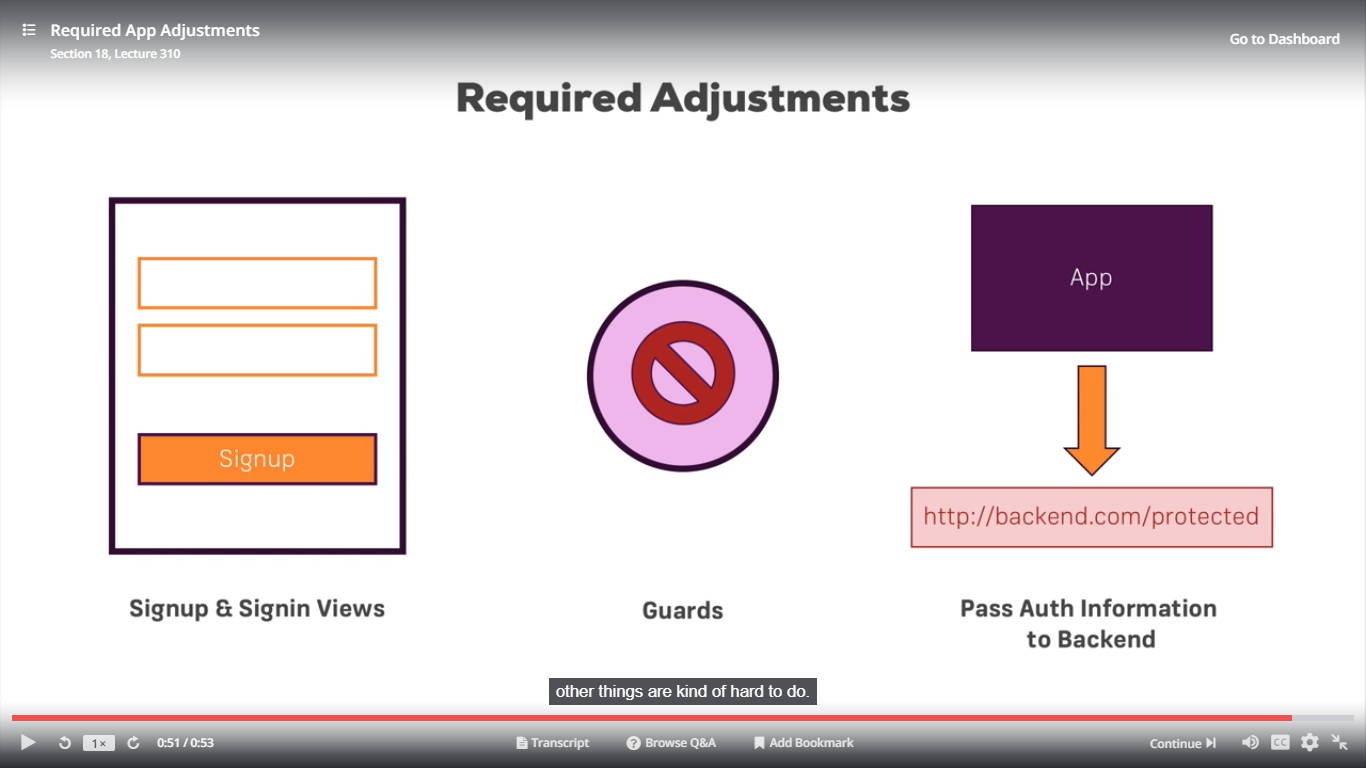 Required App Adjustments
Section 18, Lecture 310
Go to Dashboard
Required Adjustments
Signup
Signup & Signin Views
Guards
App
http://backend.com/protected
Pass Auth Information
to Backend
other things are kind of hard to do.
1×
0:51 / 0:53
Transcript
Browse Q&A
Add Bookmark
Continue
CC